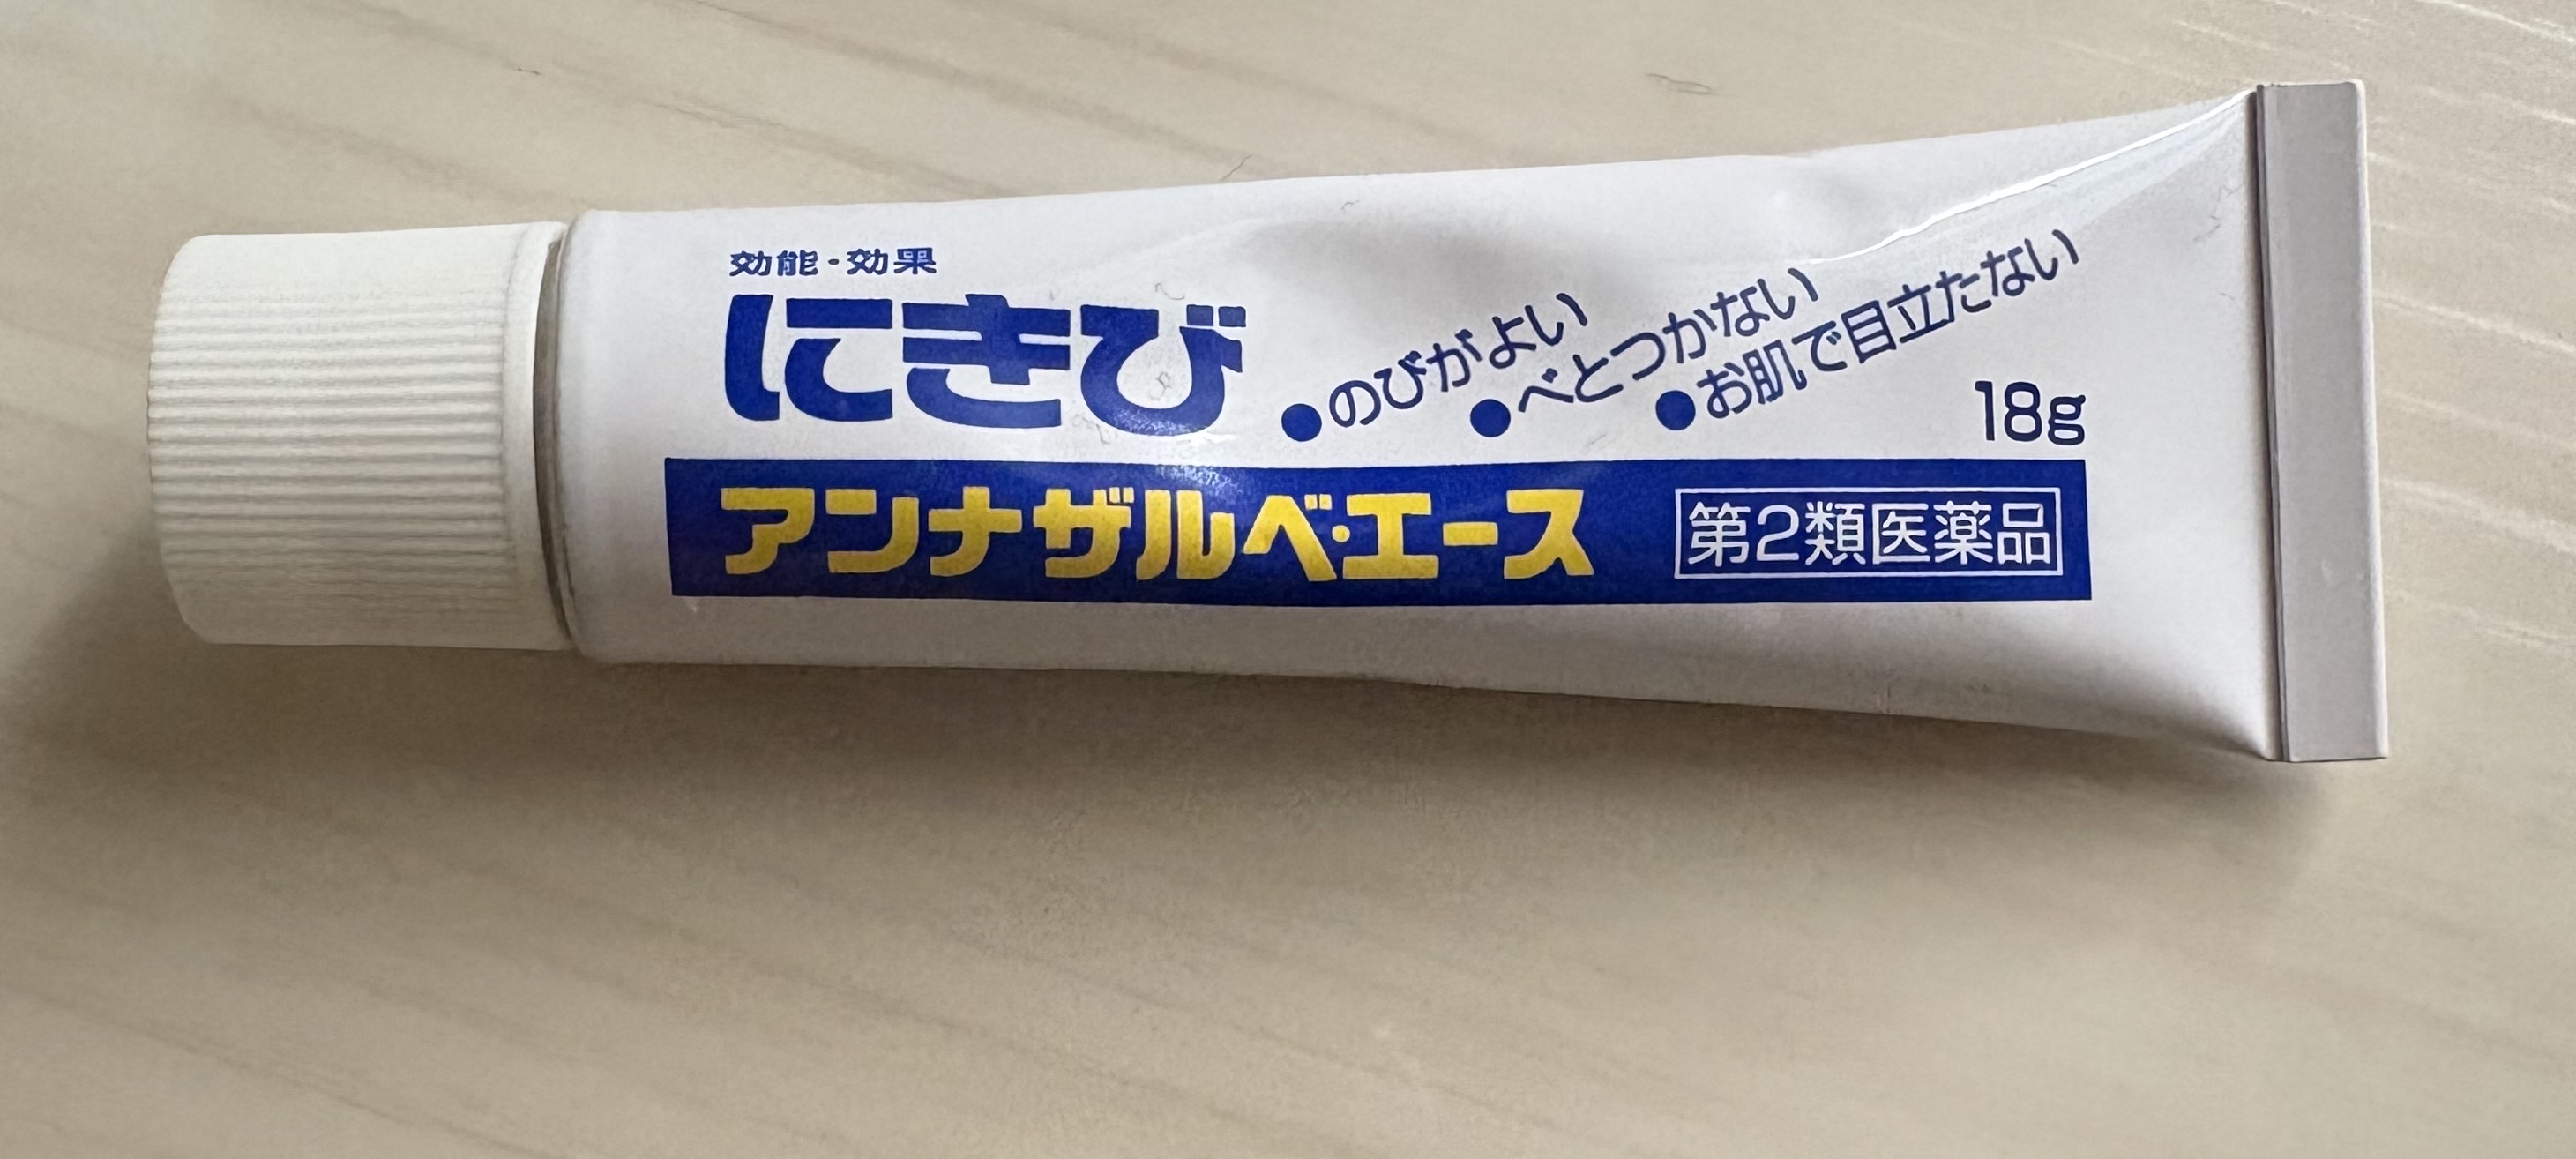 効能・効果
にきび
●のびがよい
●べとつかない
●お肌で目立たない
18g
アンナザルベ・エース 第2類医薬品